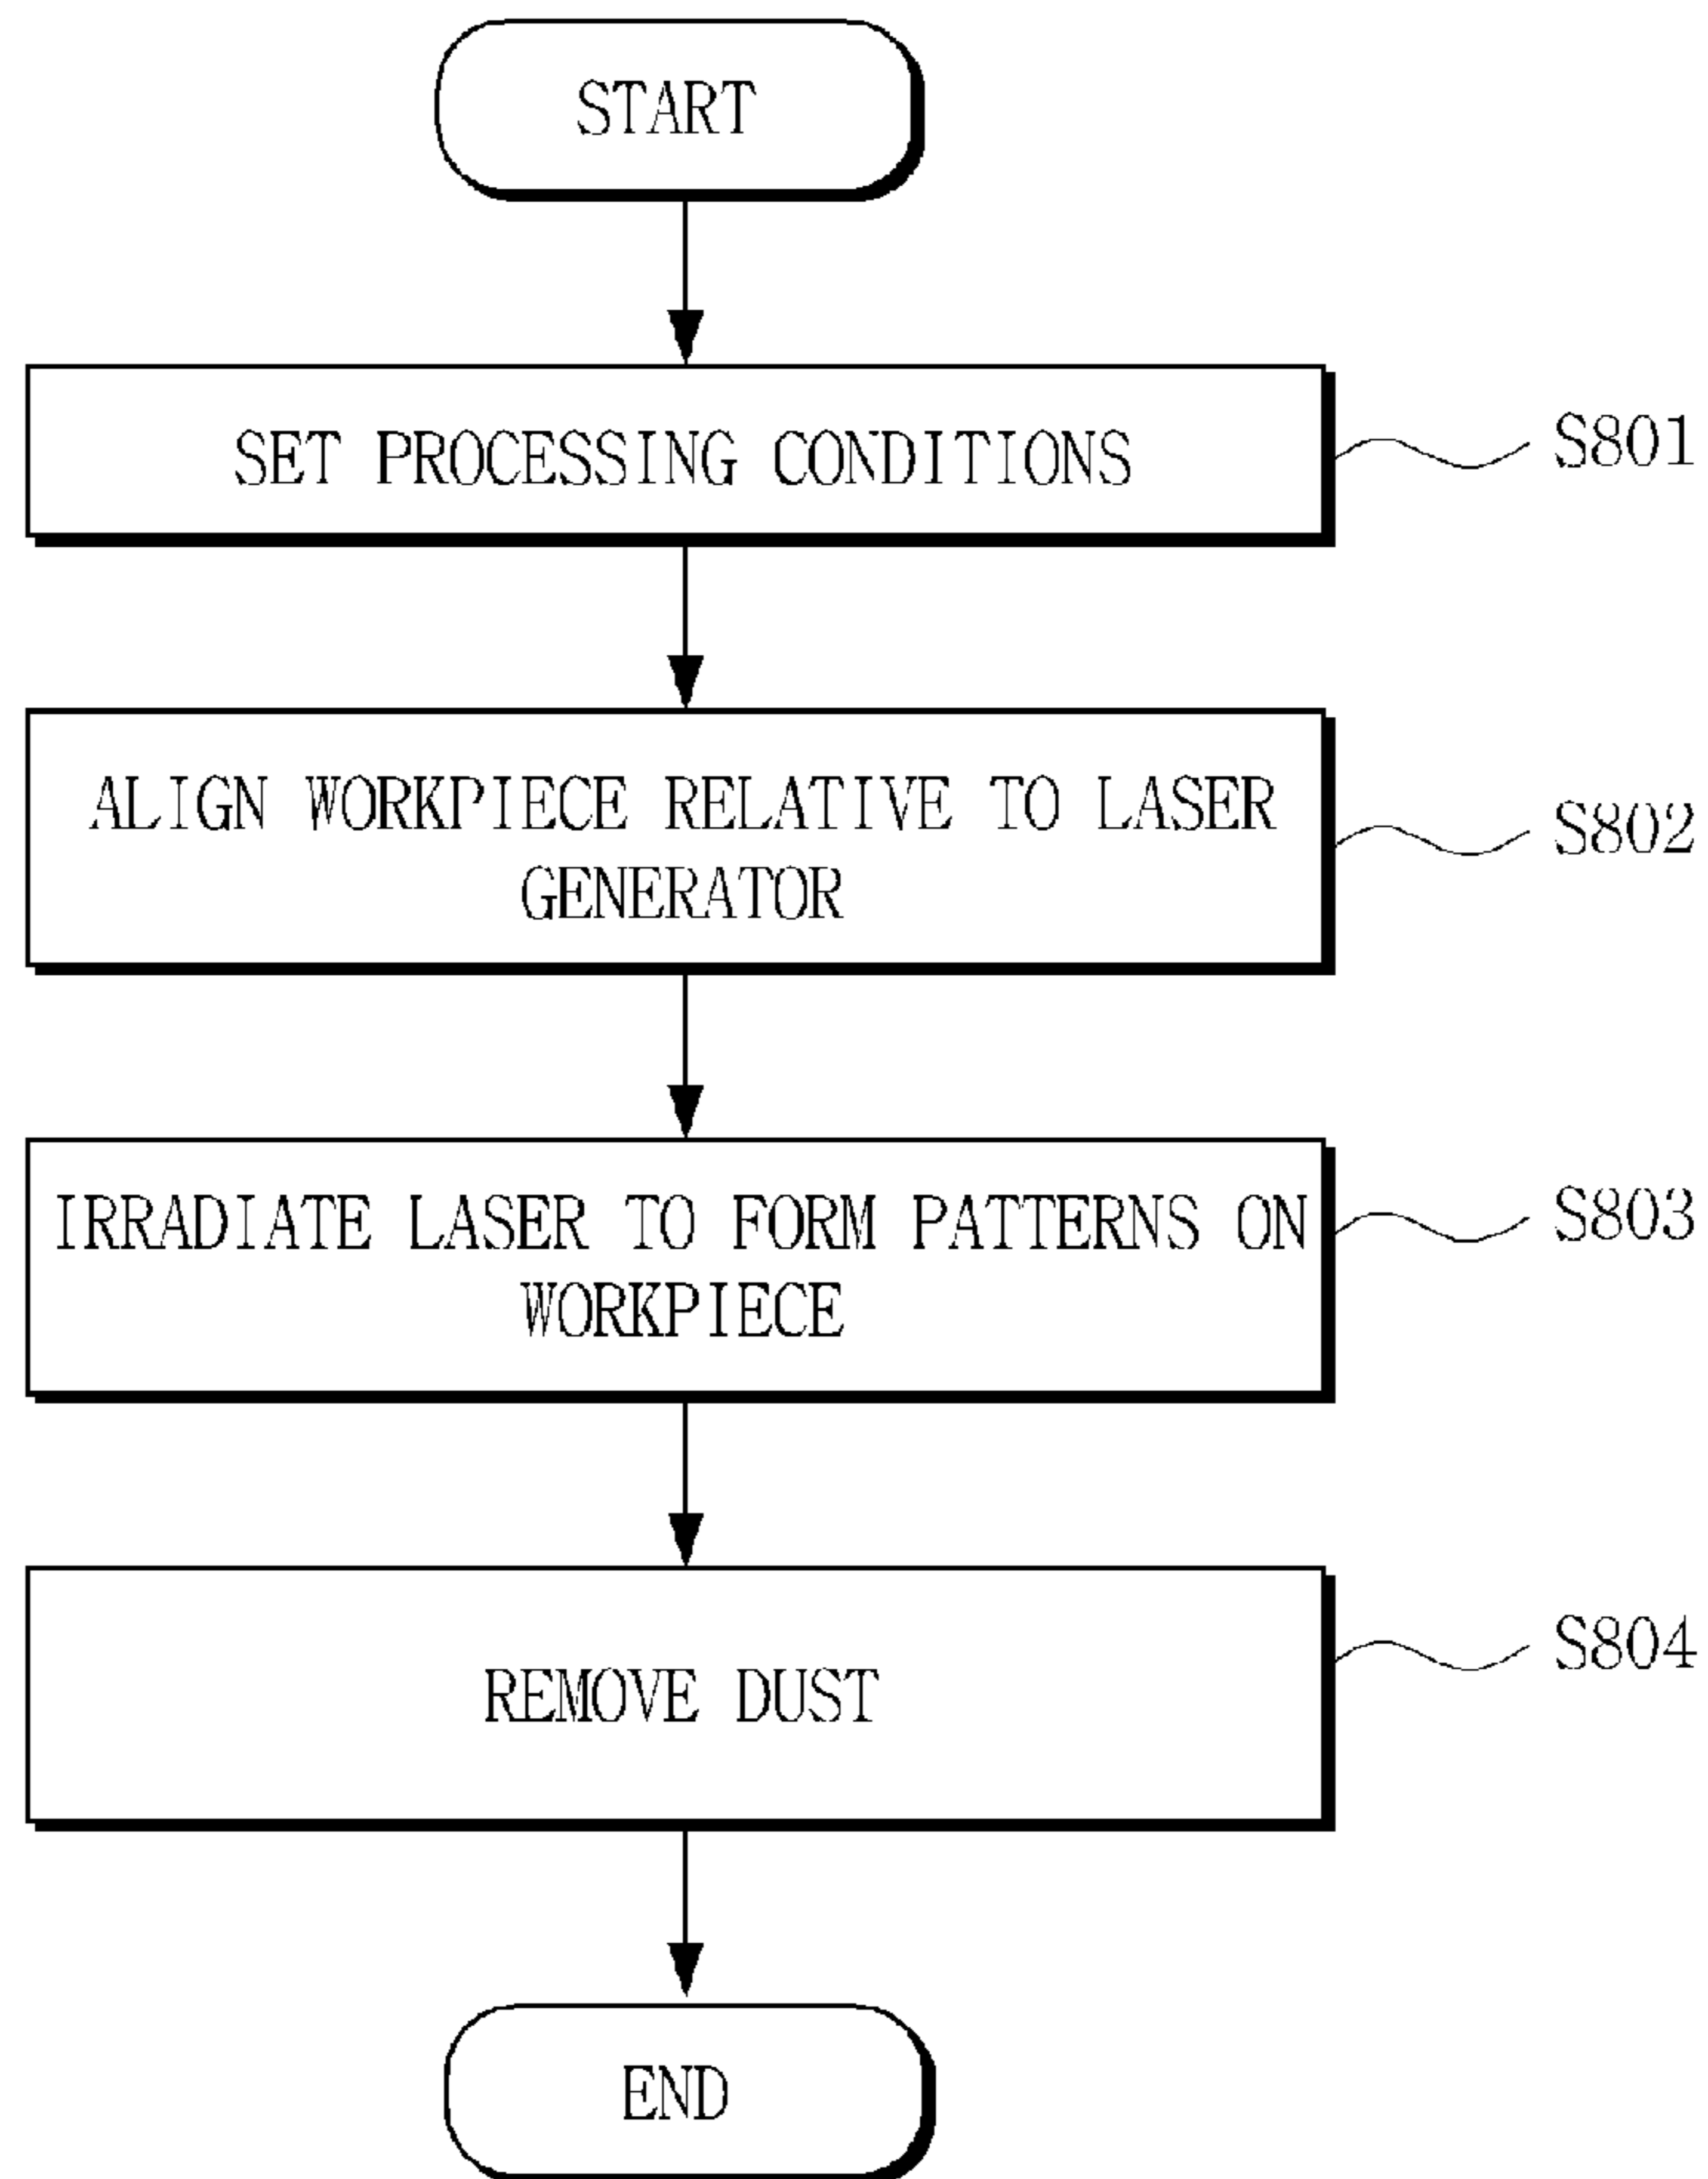 START
SET PROCESSING CONDITIONS
S801
ALIGN WORKPIECE RELATIVE TO LASER
GENERATOR
S802
IRRADIATE LASER TO FORM PATTERNS ON
WORKPIECE
S803
REMOVE DUST
S804
END